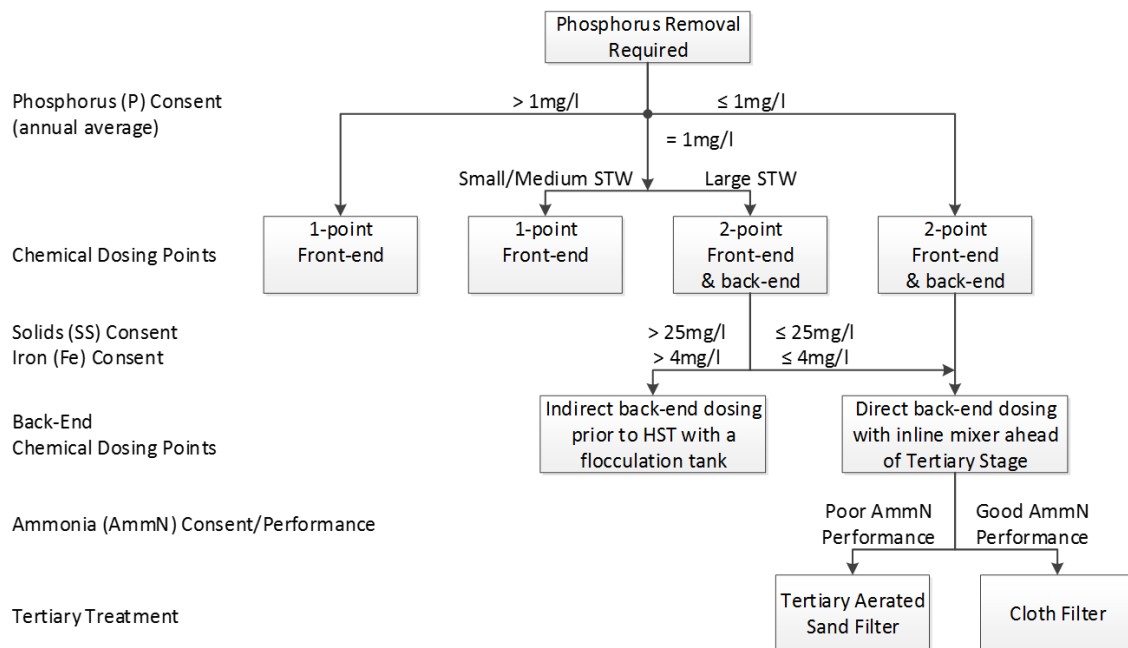 Phosphorus Removal
Required
Phosphorus (P) Consent
(annual average)
> 1mg/l
≤ 1mg/l
= 1mg/l
Small/Medium STW
Large STW
Chemical Dosing Points
1-point
Front-end
1-point
Front-end
2-point
Front-end
& back-end
2-point
Front-end
& back-end
Solids (SS) Consent
Iron (Fe) Consent
> 25mg/l
> 4mg/l
≤ 25mg/l
≤ 4mg/l
Back-End
Chemical Dosing Points
Indirect back-end dosing
prior to HST with a
flocculation tank
Direct back-end dosing
with inline mixer ahead
of Tertiary Stage
Ammonia (AmmN) Consent/Performance
Poor AmmN
Performance
Good AmmN
Performance
Tertiary Treatment
Tertiary Aerated
Sand Filter
Cloth Filter